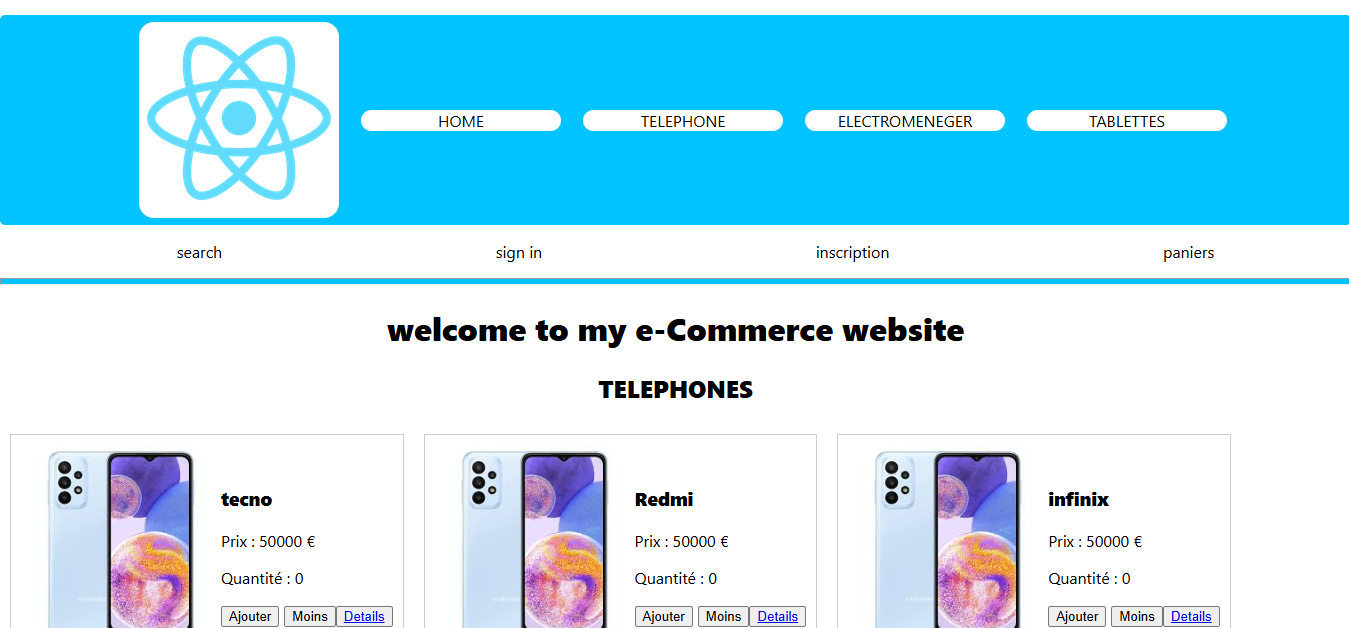 HOME TELEPHONE ELECTROMENEGER TABLETTES
search sign in inscription paniers
welcome to my e-Commerce website
TELEPHONES
tecno
Prix : 50000 €
Quantité : 0
Ajouter Moins Details
Redmi
Prix : 50000 €
Quantité : 0
Ajouter Moins Details
infinix
Prix : 50000 €
Quantité : 0
Ajouter Moins Details